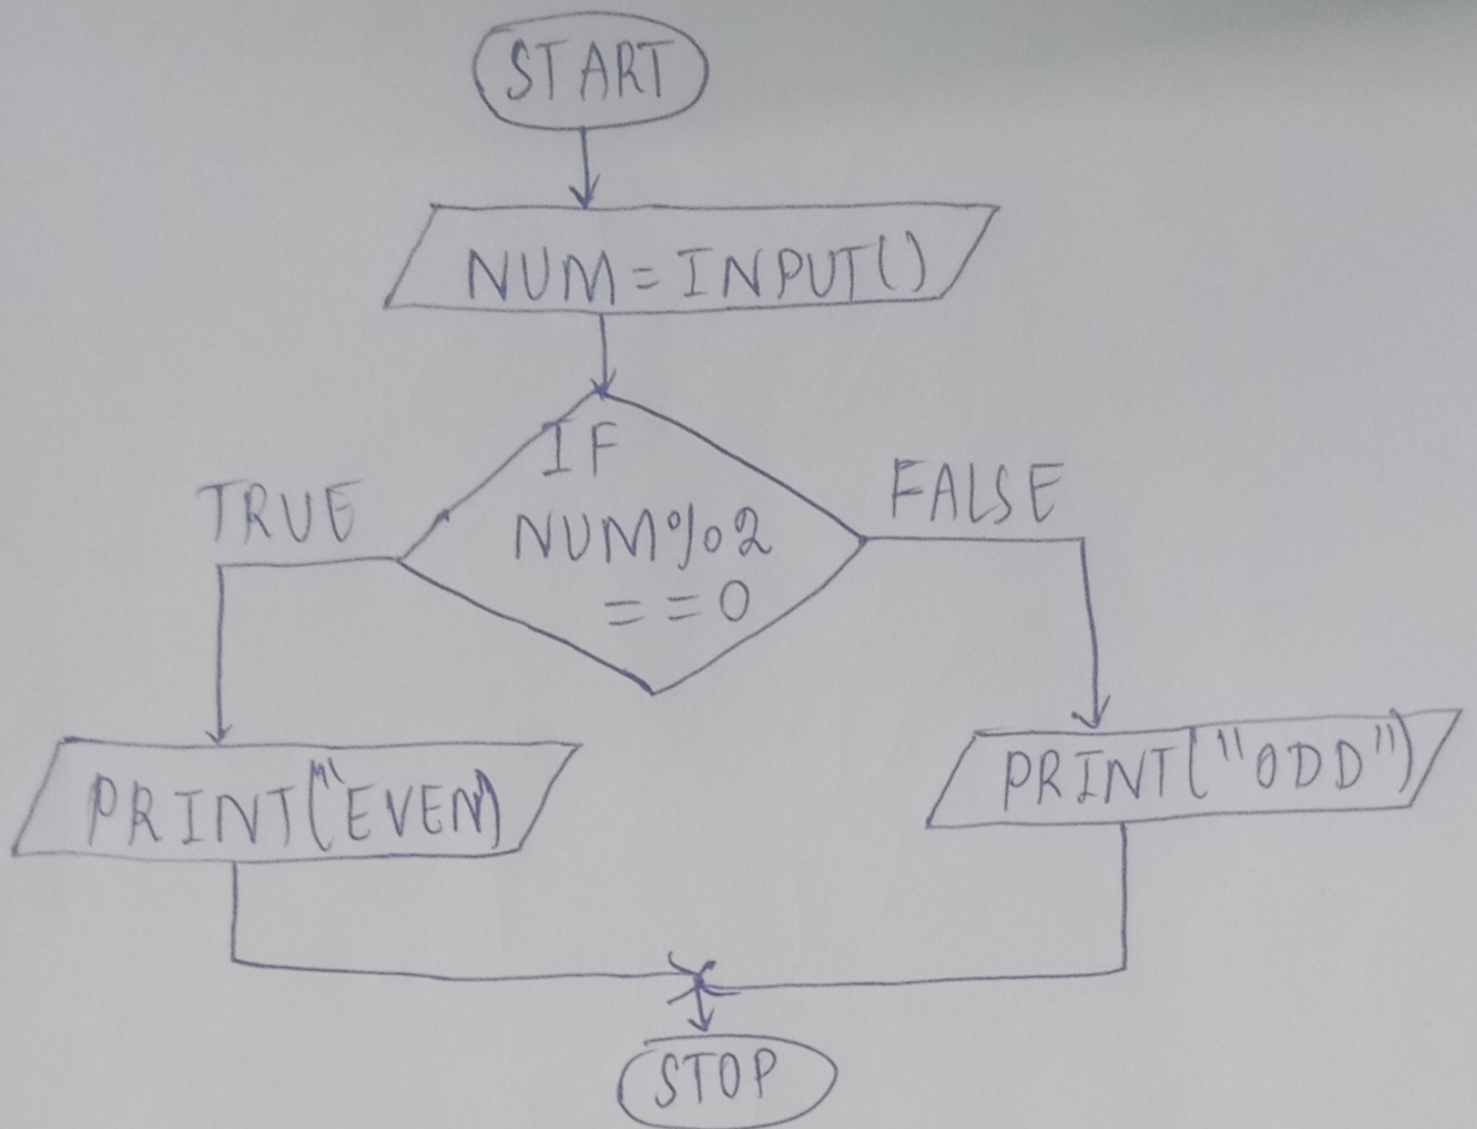 START
NUM=INPUT()
IF
NUM%2
==0
TRUE
FALSE
PRINT("EVEN")
PRINT("ODD")
STOP